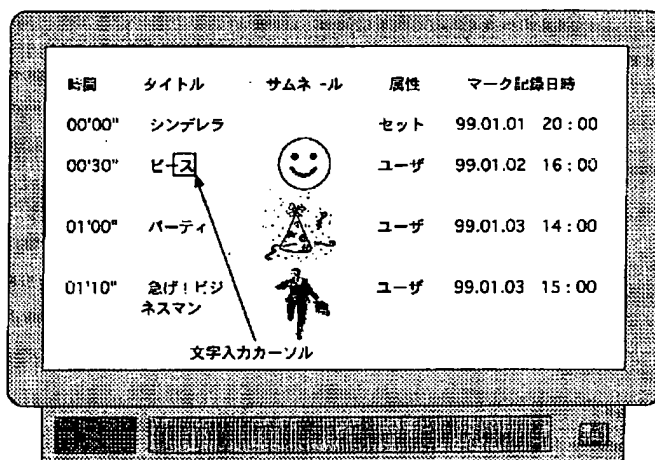 時間 タイトル サムネール 属性 マーク記録日時
00'00" シンデレラ セット 99.01.01 20:00
00'30" ピース ユーザ 99.01.02 16:00
01'00" パーティ ユーザ 99.01.03 14:00
01'10" 急げ！ビジ ユーザ 99.01.03 15:00
ネスマン
文字入力カーソル